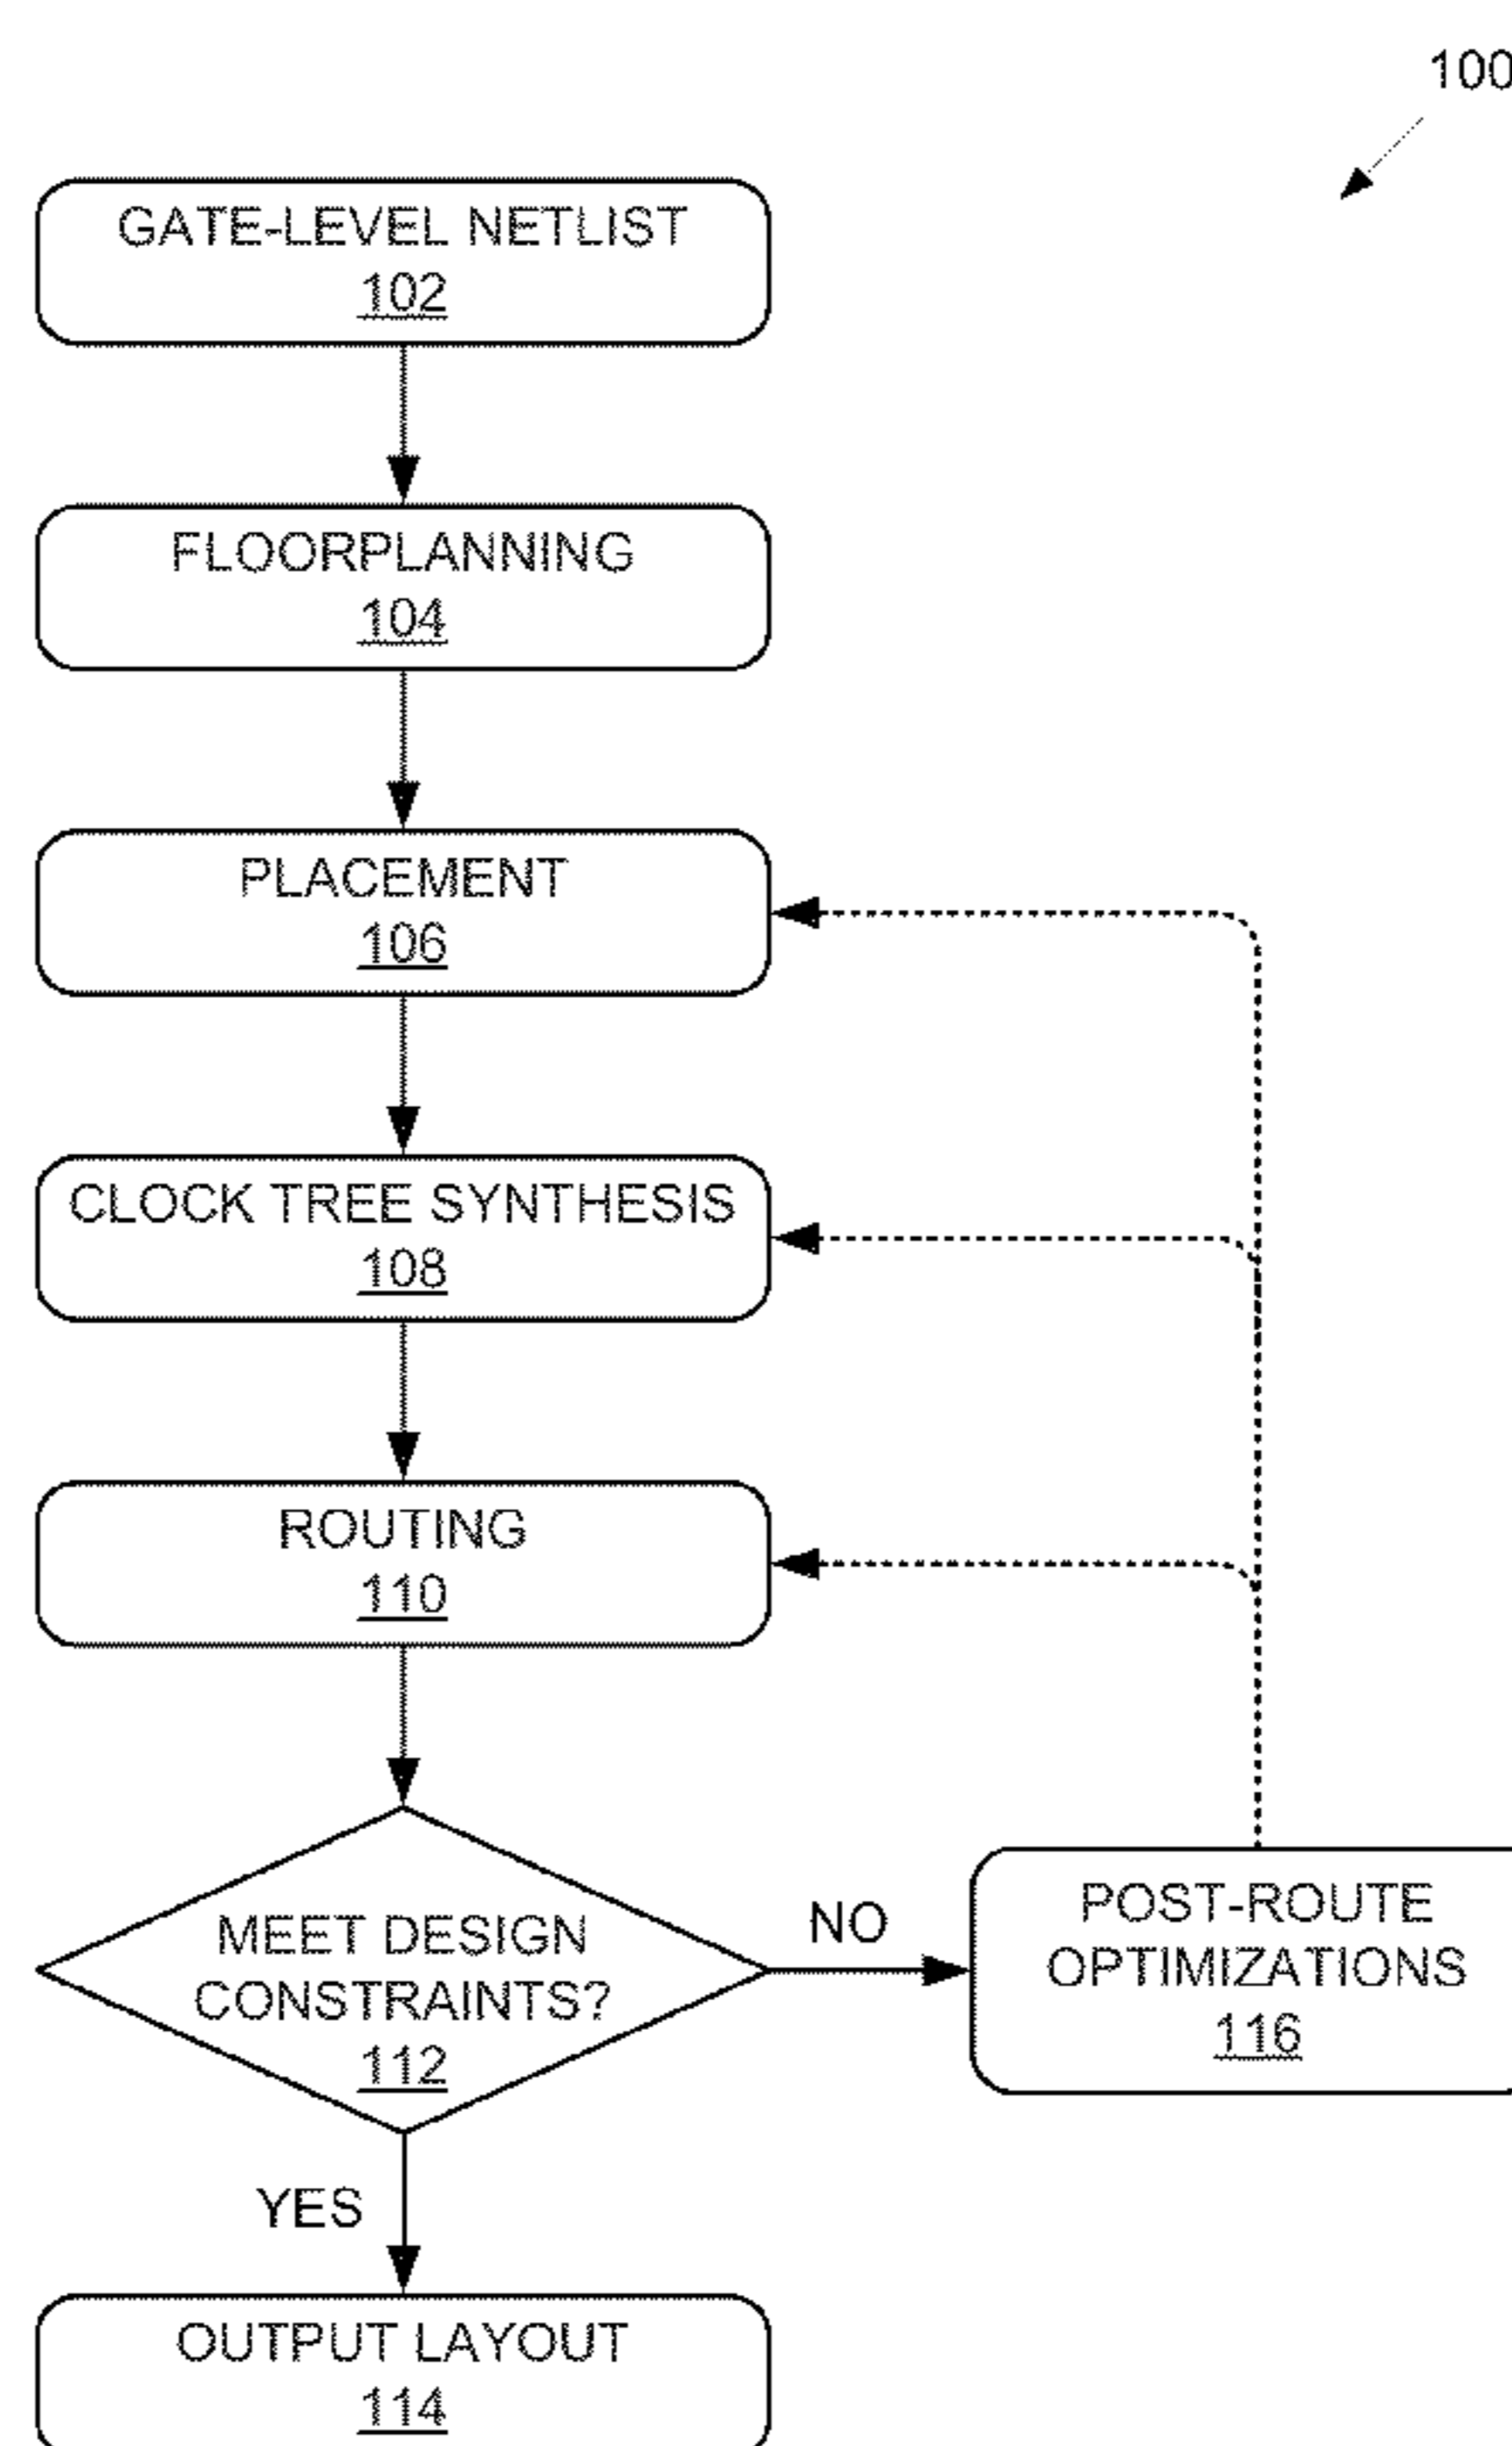 100
GATE-LEVEL NETLIST
102
FLOORPLANNING
104
PLACEMENT
106
CLOCK TREE SYNTHESIS
108
ROUTING
110
MEET DESIGN
CONSTRAINTS?
112
NO
POST-ROUTE
OPTIMIZATIONS
116
YES
OUTPUT LAYOUT
114